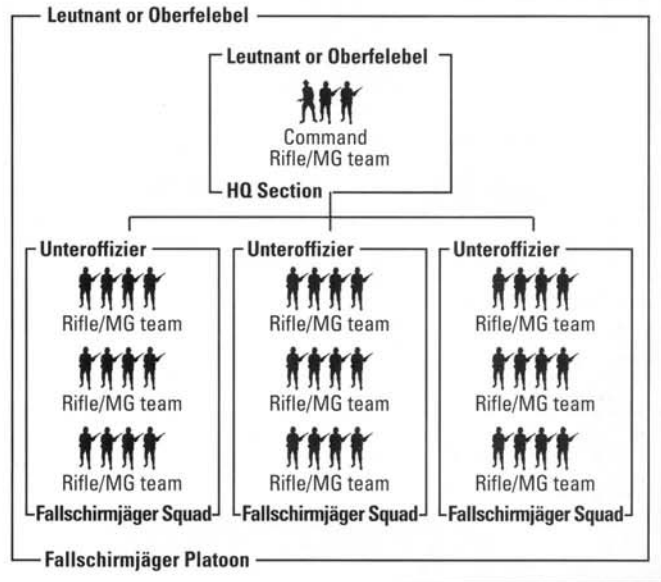 Leutnant or Oberfelebel
Leutnant or Oberfelebel
Command
Rifle/MG team
HQ Section
Unteroffizier
Unteroffizier
Unteroffizier
Rifle/MG team
Rifle/MG team
Rifle/MG team
Rifle/MG team
Rifle/MG team
Rifle/MG team
Rifle/MG team
Rifle/MG team
Rifle/MG team
Fallschirmjäger Squad
Fallschirmjäger Squad
Fallschirmjäger Squad
Fallschirmjäger Platoon